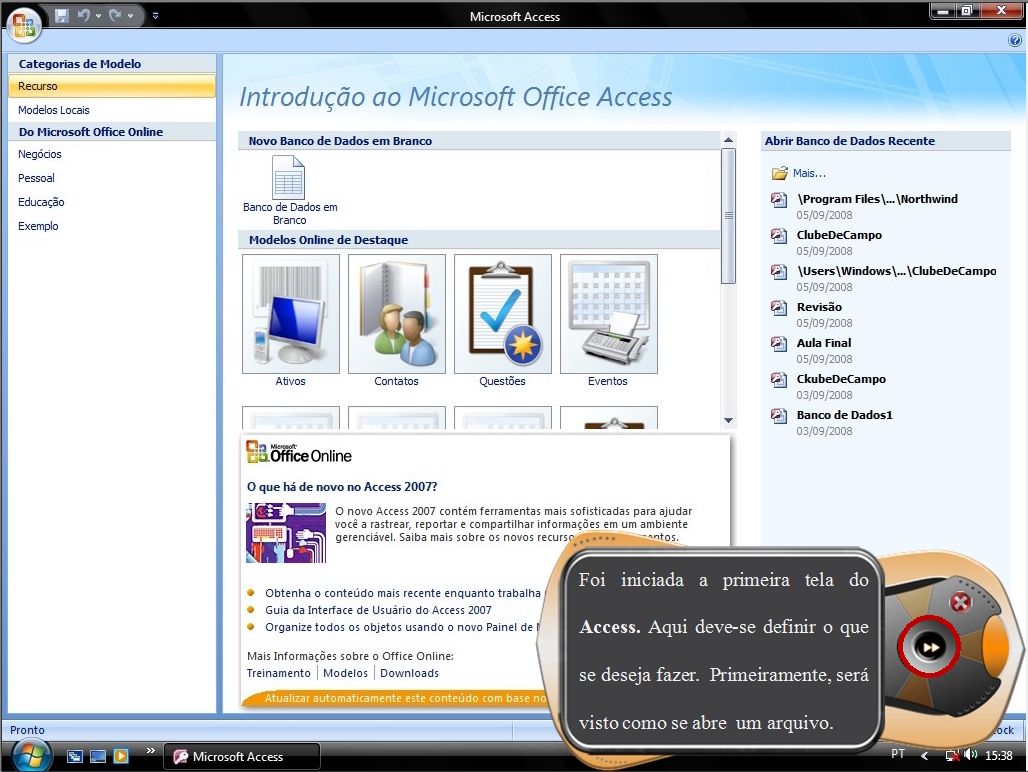 Microsoft Access
Categorias de Modelo
Recurso
Modelos Locais
Do Microsoft Office Online
Negócios
Pessoal
Educação
Exemplo
Introdução ao Microsoft Office Access
Novo Banco de Dados em Branco
Banco de Dados em
Branco
Modelos Online de Destaque
Ativos
Contatos
Questões
Eventos
Microsoft
Office Online
O que há de novo no Access 2007?
O novo Access 2007 contém ferramentas mais sofisticadas para ajudar
você a rastrear, reportar e compartilhar informações em um ambiente
gerenciável. Saiba mais sobre os novos recurso
Obtenha o conteúdo mais recente enquanto trabalha
Guia da Interface de Usuário do Access 2007
Organize todos os objetos usando o novo Painel de
Mais Informações sobre o Office Online:
Treinamento | Modelos | Downloads
Atualizar automaticamente este conteúdo com base no
Abrir Banco de Dados Recente
Mais...
\Program Files\...\Northwind
05/09/2008
ClubeDeCampo
05/09/2008
\Users\Windows\...\ClubeDeCampo
05/09/2008
Revisão
05/09/2008
Aula Final
05/09/2008
CkubeDeCampo
03/09/2008
Banco de Dados1
03/09/2008
Foi iniciada a primeira tela do
Access. Aqui deve-se definir o que
se deseja fazer. Primeiramente, será
visto como se abre um arquivo.
Pronto
Microsoft Access
PT
15:38